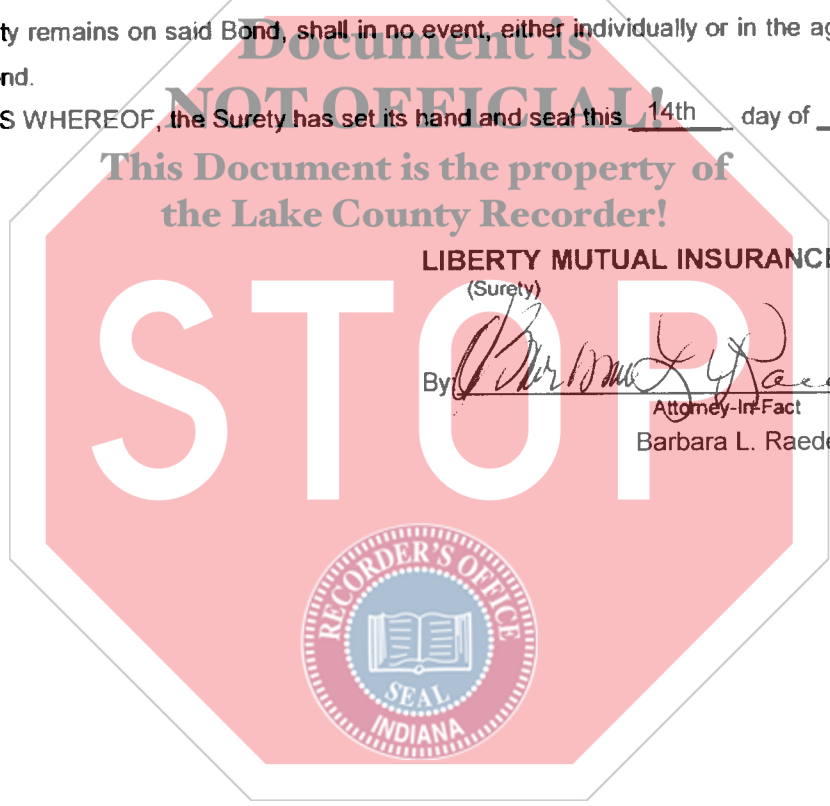 ty remains on said Bond, shall in no event, either individually or in the ag
Document is
nd.
NOT OFFICIAL!
S WHEREOF, the Surety has set its hand and seal this 14th day of
This Document is the property of
the Lake County Recorder!
LIBERTY MUTUAL INSURANCE
(Surety)
STOP
By
Attorney-In-Fact
Barbara L. Raede
RECORDER'S OFFICE
SEAL
INDIANA